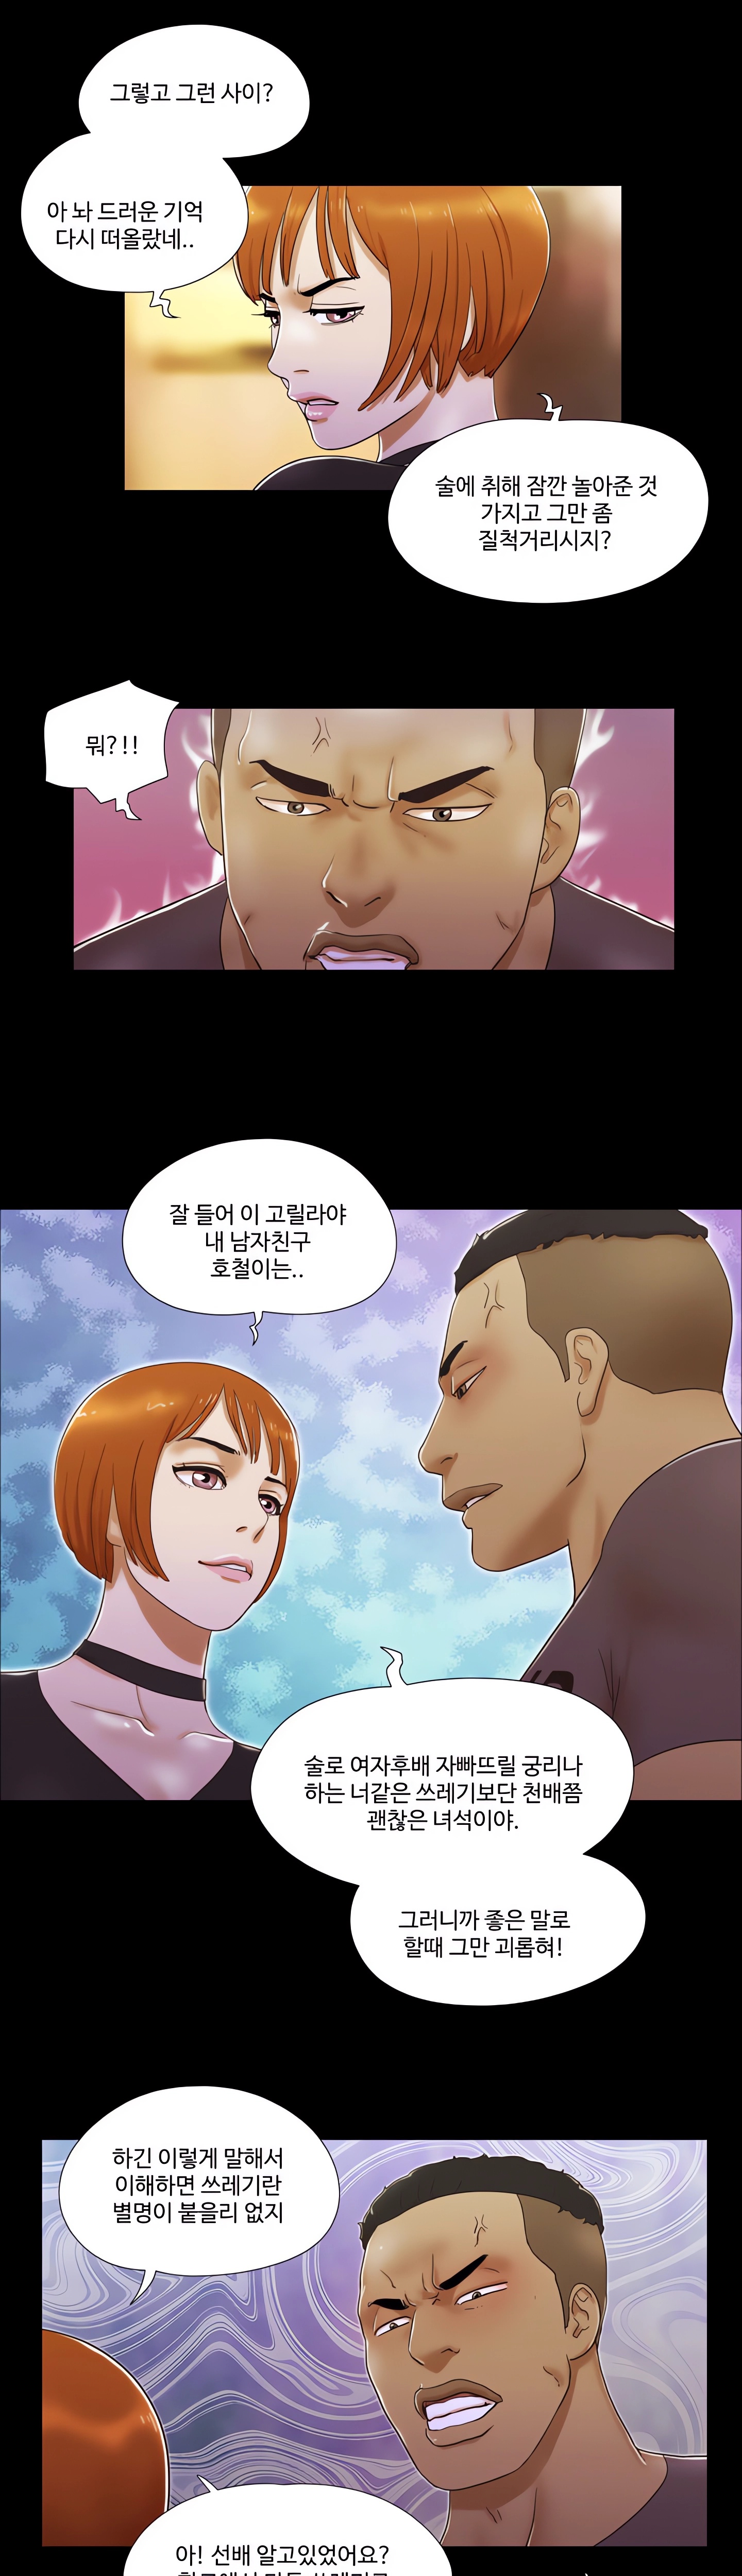 그렇고 그런 사이?
아 놔 드러운 기억
다시 떠올랐네..
술에 취해 잠깐 놀아준 것
가지고 그만 좀
질척거리시지?
뭐?!!
잘 들어 이 고릴라야
내 남자친구
호철이는..
술로 여자후배 자빠뜨릴 궁리나
하는 너같은 쓰레기보단 천배쯤
괜찮은 녀석이야.
그러니까 좋은 말로
할때 그만 괴롭혀!
하긴 이렇게 말해서
이해하면 쓰레기란
별명이 붙을리 없지
아! 선배 알고있었어요?